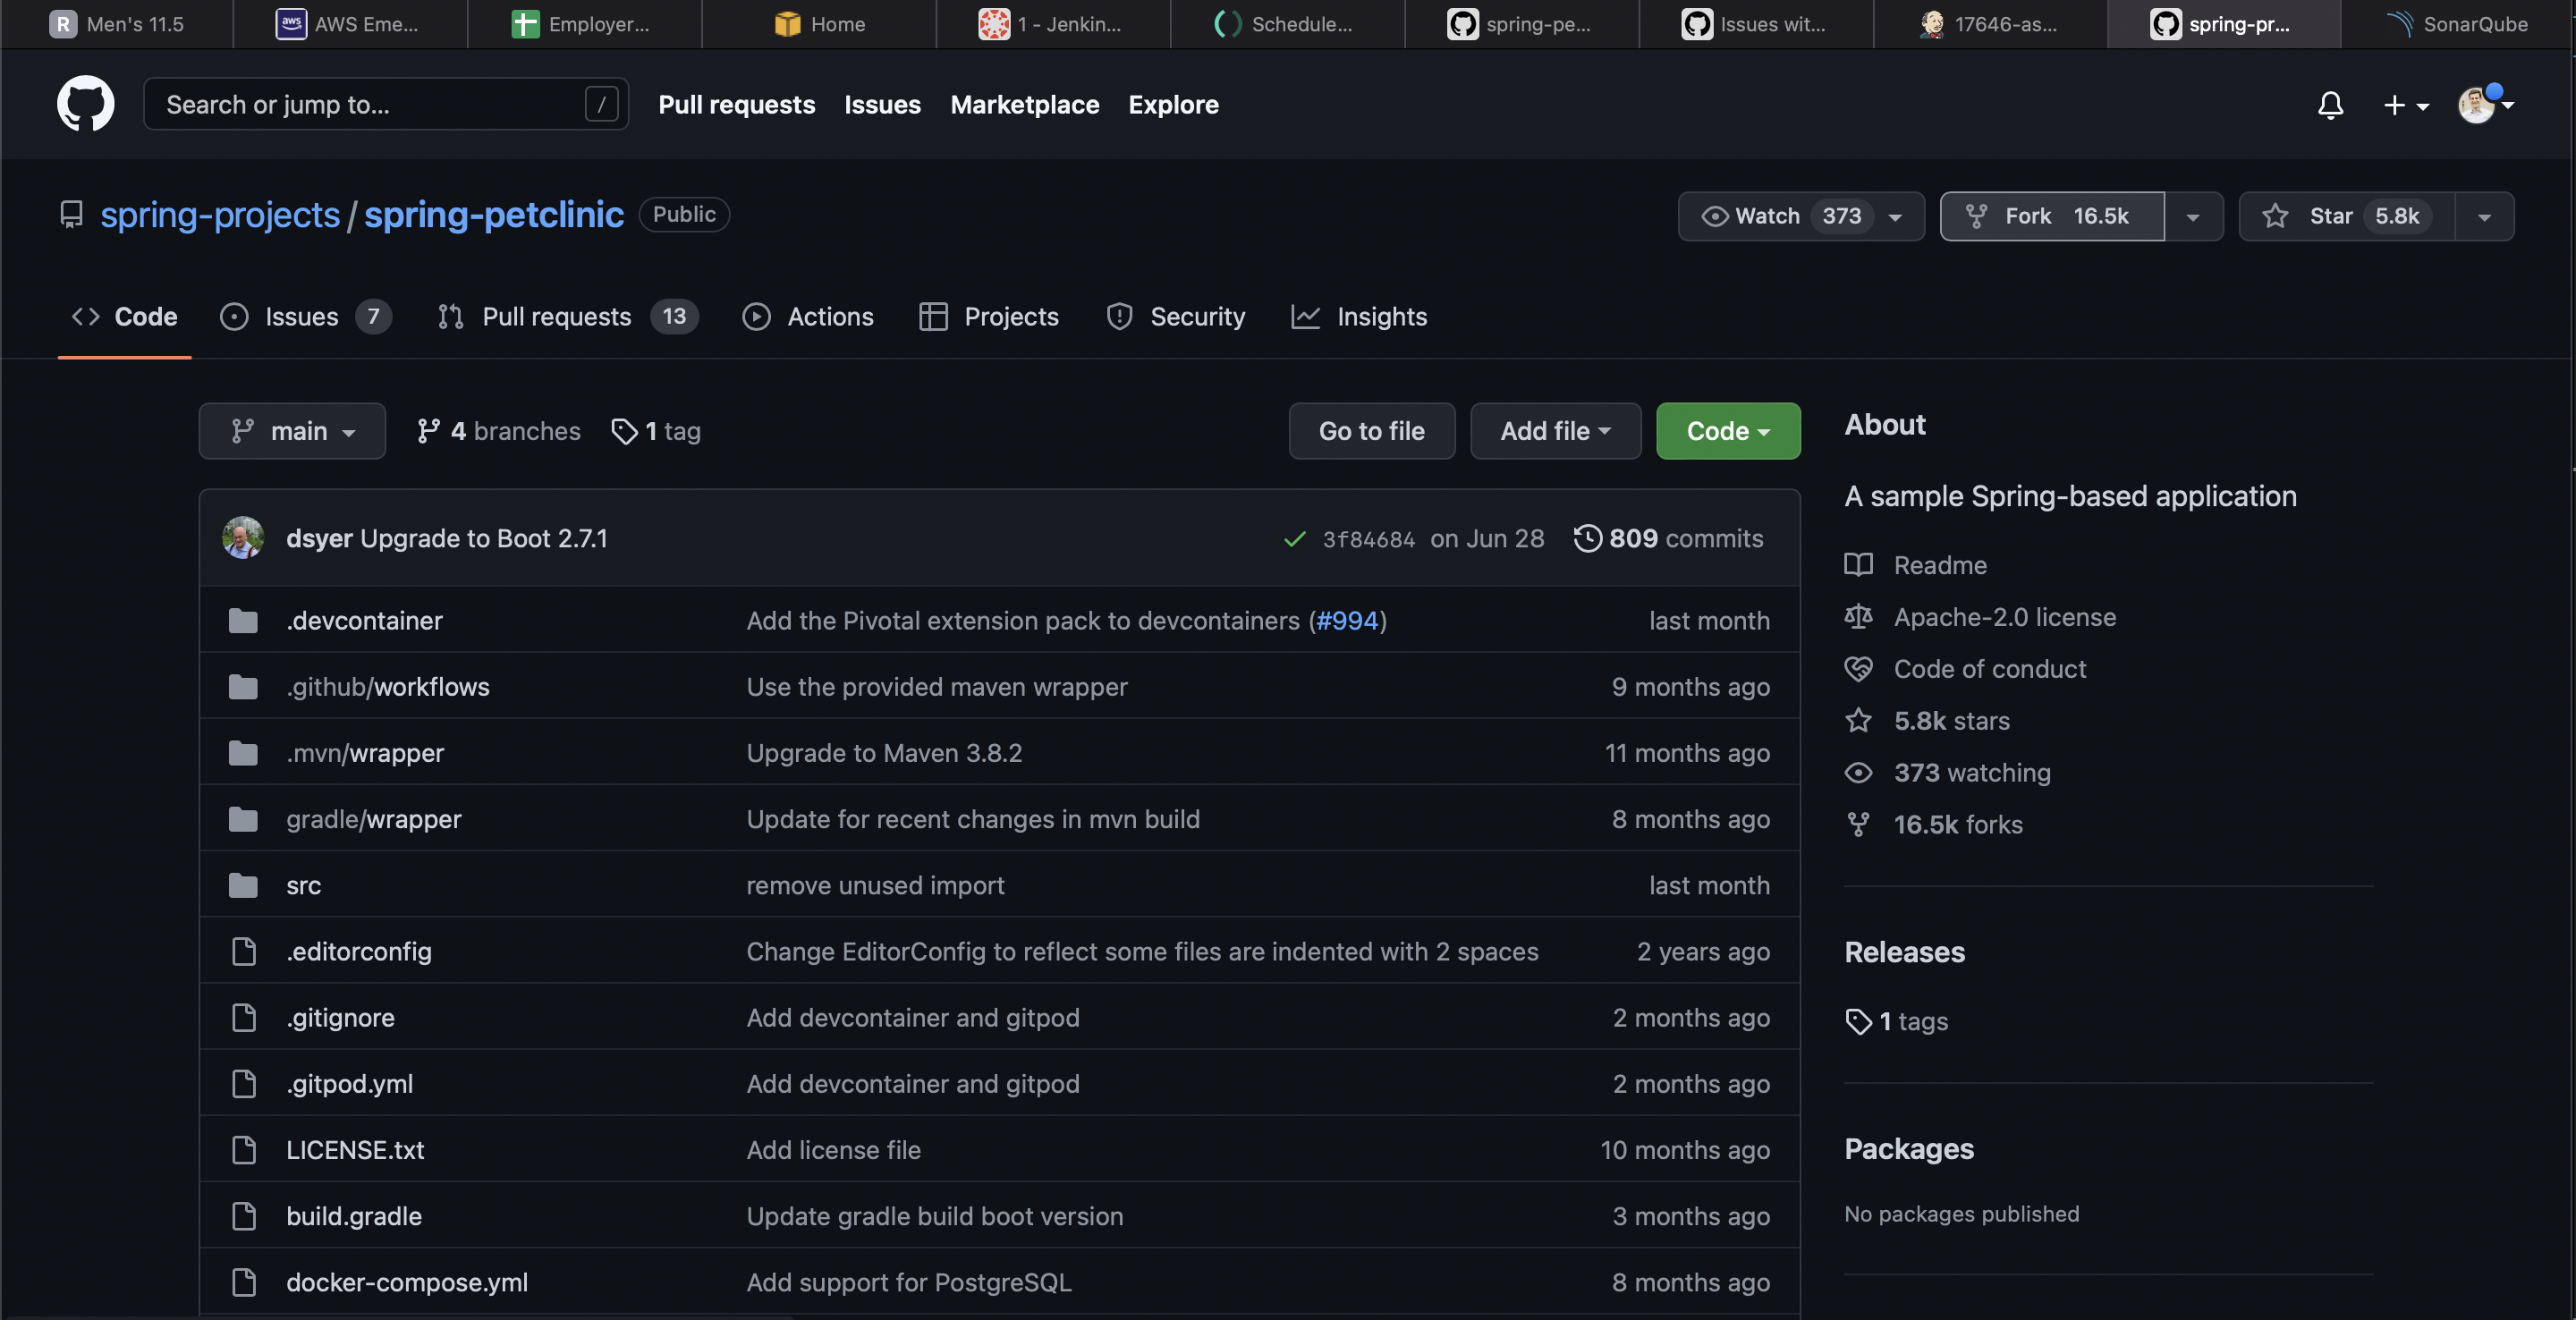 R Men's 11.5
aws AWS Eme...
Employer...
Home
1 - Jenkin...
Schedule...
spring-pe...
Issues wit...
17646-as...
spring-pr...
SonarQube
Search or jump to... /
Pull requests Issues Marketplace Explore
spring-projects / spring-petclinic Public
Watch 373
Fork 16.5k
Star 5.8k
Code
Issues 7
Pull requests 13
Actions
Projects
Security
Insights
main
4 branches
1 tag
Go to file
Add file
Code
dsyer Upgrade to Boot 2.7.1 3f84684 on Jun 28 809 commits
.devcontainer Add the Pivotal extension pack to devcontainers (#994) last month
.github/workflows Use the provided maven wrapper 9 months ago
.mvn/wrapper Upgrade to Maven 3.8.2 11 months ago
gradle/wrapper Update for recent changes in mvn build 8 months ago
src remove unused import last month
.editorconfig Change EditorConfig to reflect some files are indented with 2 spaces 2 years ago
.gitignore Add devcontainer and gitpod 2 months ago
.gitpod.yml Add devcontainer and gitpod 2 months ago
LICENSE.txt Add license file 10 months ago
build.gradle Update gradle build boot version 3 months ago
docker-compose.yml Add support for PostgreSQL 8 months ago
About
A sample Spring-based application
Readme
Apache-2.0 license
Code of conduct
5.8k stars
373 watching
16.5k forks
Releases
1 tags
Packages
No packages published